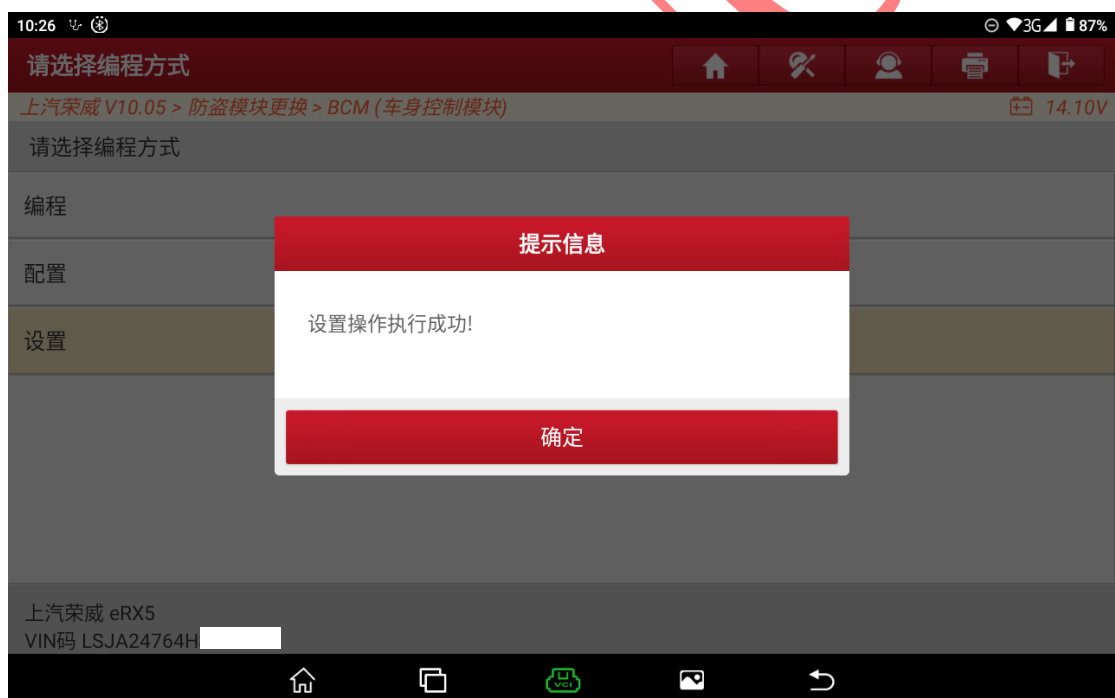 10:26 3G 87%
请选择编程方式
上汽荣威 V10.05 > 防盗模块更换 > BCM (车身控制模块) 14.10V
请选择编程方式
编程
提示信息
配置
设置操作执行成功!
设置
确定
上汽荣威 eRX5
VIN码 LSJA24764H
VCI